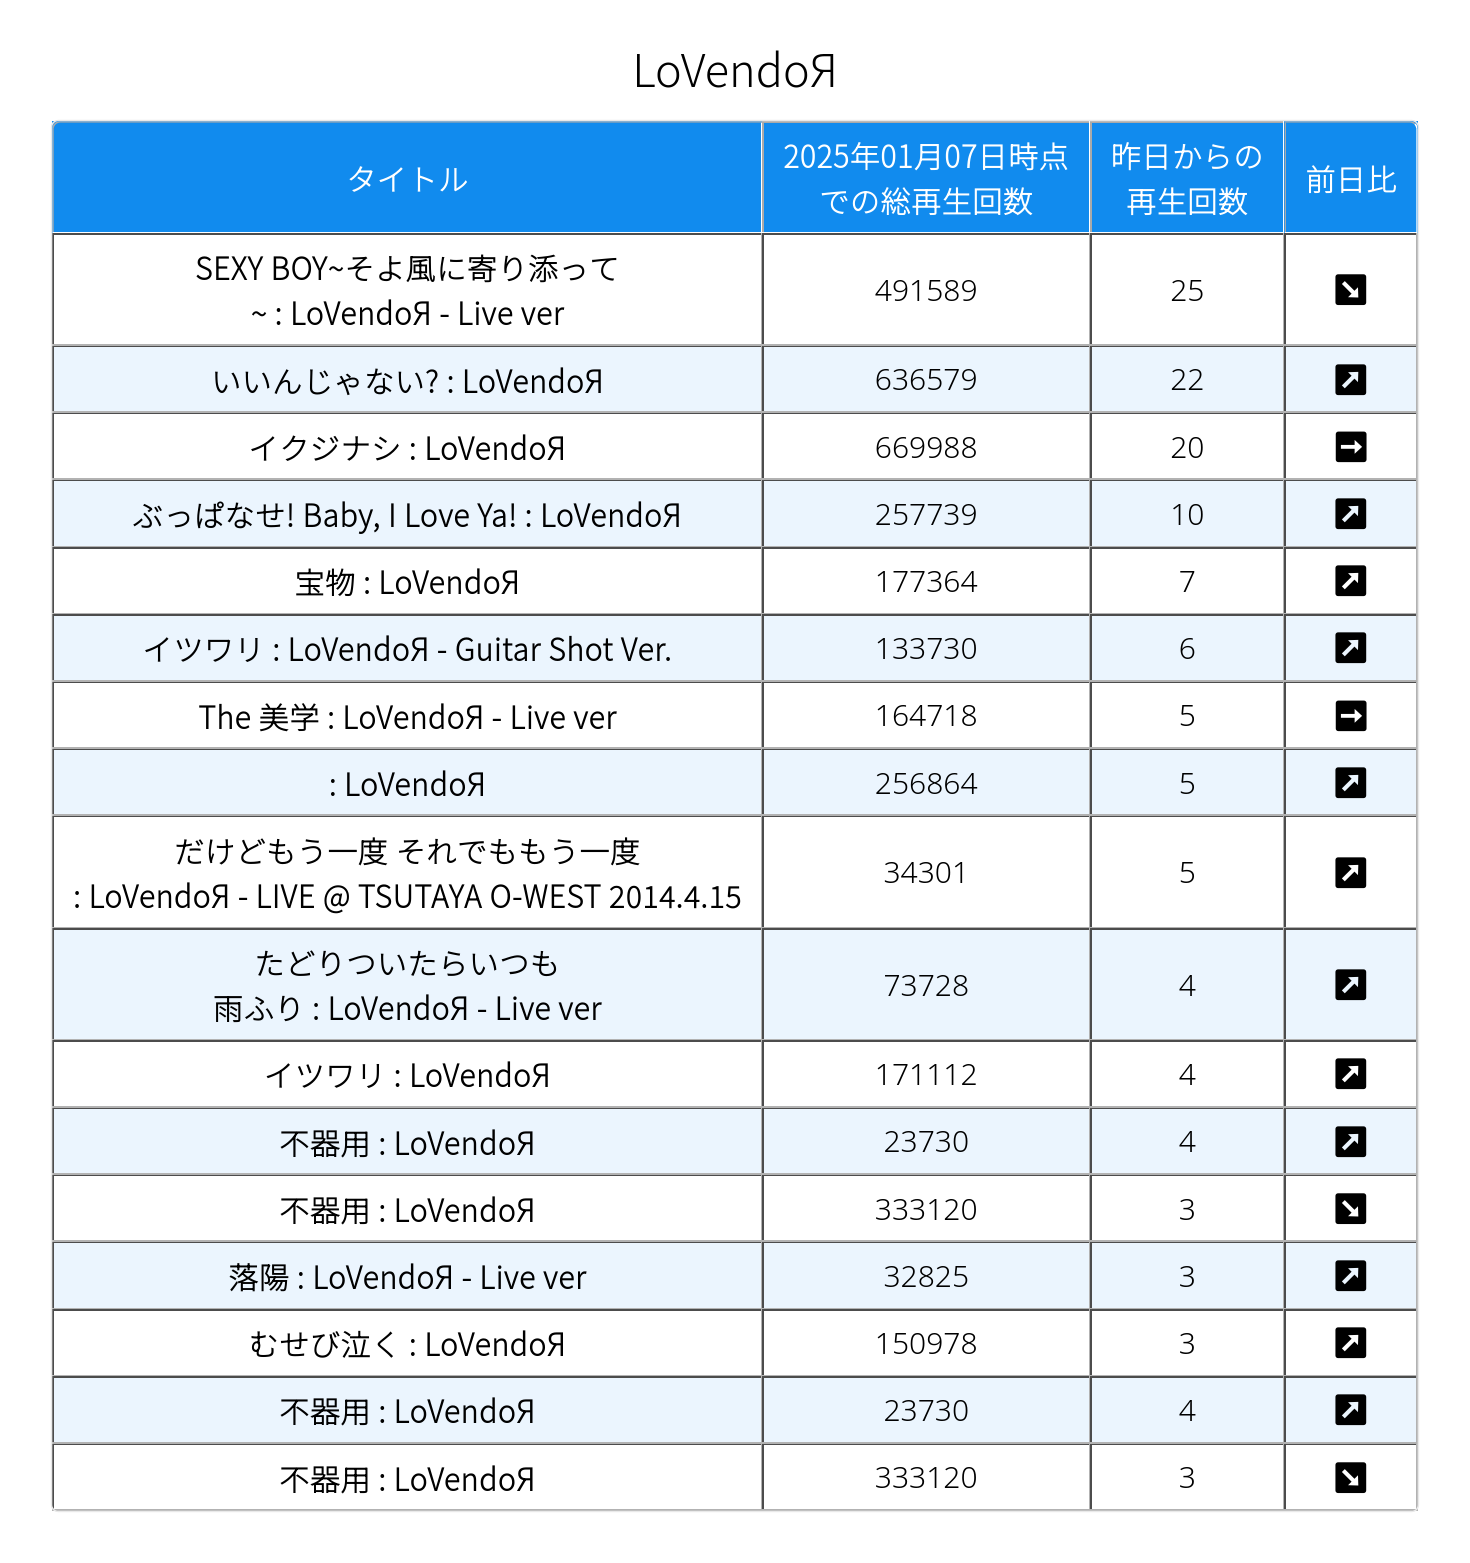 LoVendoЯ
タイトル
2025年01月07日時点
での総再生回数
昨日からの
再生回数
前日比
SEXY BOY~そよ風に寄り添って
~ : LoVendoЯ - Live ver
491589
25
いいんじゃない? : LoVendoЯ
636579
22
イクジナシ : LoVendoЯ
669988
20
ぶっぱなせ! Baby, I Love Ya! : LoVendoЯ
257739
10
宝物 : LoVendoЯ
177364
7
イツワリ : LoVendoЯ - Guitar Shot Ver.
133730
6
The 美学 : LoVendoЯ - Live ver
164718
5
: LoVendoЯ
256864
5
だけどもう一度 それでももう一度
: LoVendoЯ - LIVE @ TSUTAYA O-WEST 2014.4.15
34301
5
たどりついたらいつも
雨ふり : LoVendoЯ - Live ver
73728
4
イツワリ : LoVendoЯ
171112
4
不器用 : LoVendoЯ
23730
4
不器用 : LoVendoЯ
333120
3
落陽 : LoVendoЯ - Live ver
32825
3
むせび泣く : LoVendoЯ
150978
3
不器用 : LoVendoЯ
23730
4
不器用 : LoVendoЯ
333120
3